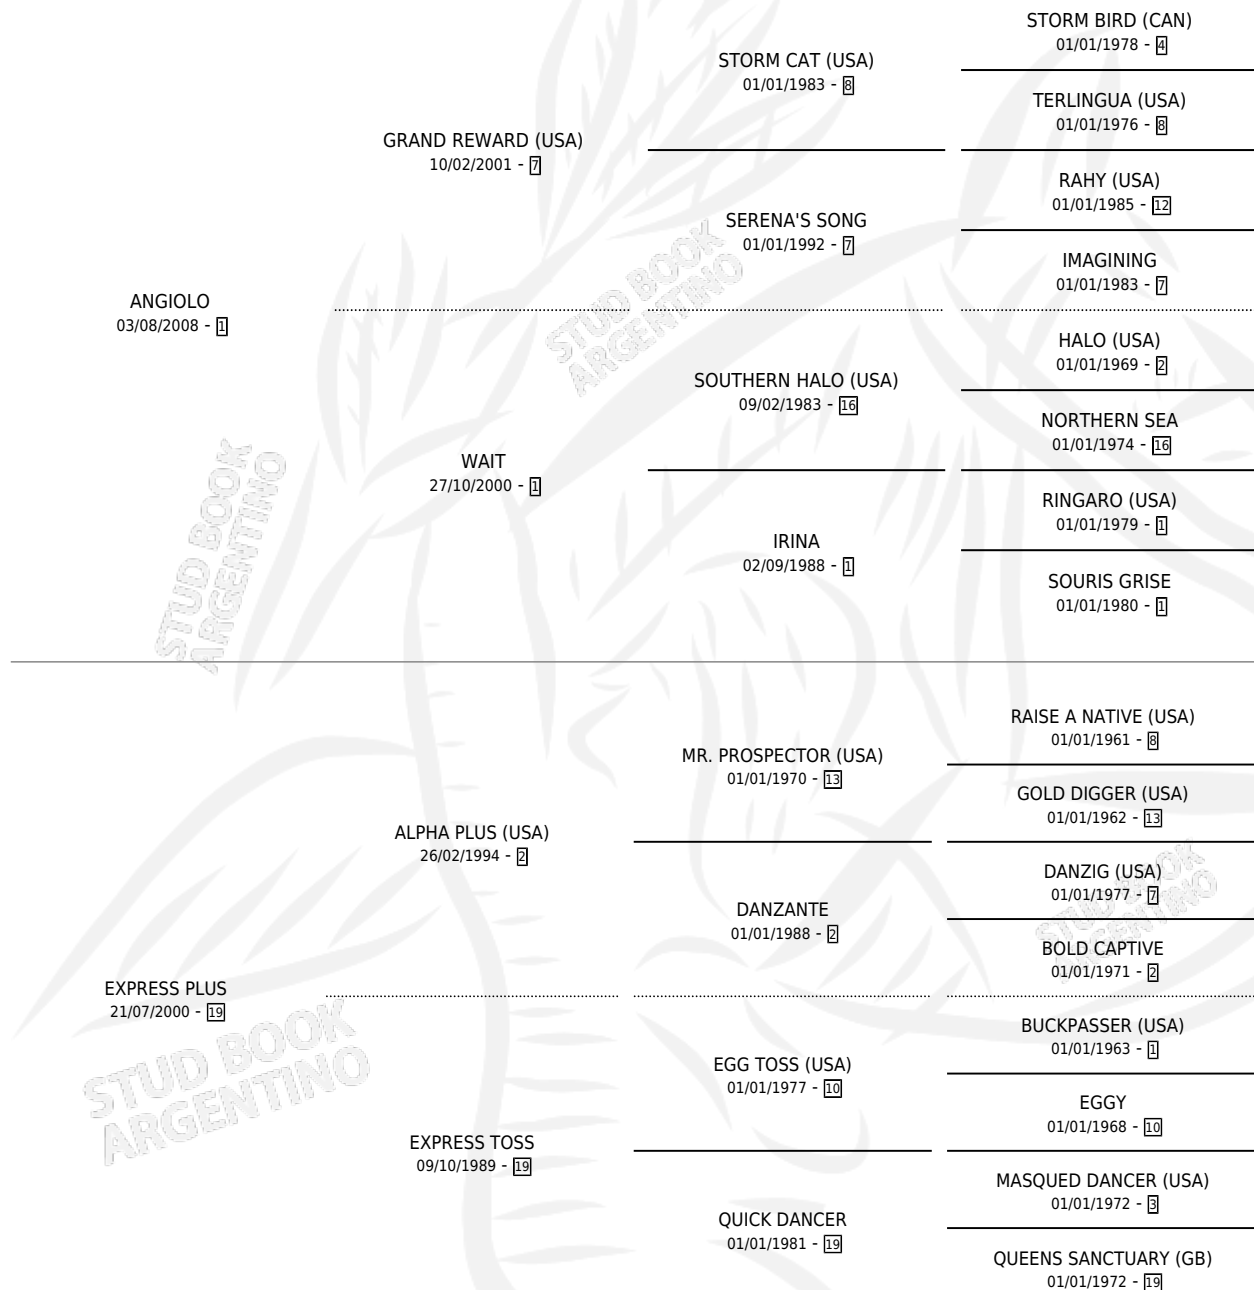 STORM BIRD (CAN)
01/01/1978 - 4
STORM CAT (USA)
01/01/1983 - 8
TERLINGUA (USA)
01/01/1976 - 8
GRAND REWARD (USA)
10/02/2001 - 7
RAHY (USA)
01/01/1985 - 12
SERENA'S SONG
01/01/1992 - 7
IMAGINING
01/01/1983 - 7
ANGIOLO
03/08/2008 - 1
HALO (USA)
01/01/1969 - 2
SOUTHERN HALO (USA)
09/02/1983 - 16
NORTHERN SEA
01/01/1974 - 16
WAIT
27/10/2000 - 1
RINGARO (USA)
01/01/1979 - 1
IRINA
02/09/1988 - 1
SOURIS GRISE
01/01/1980 - 1
STUD BOOK
ARGENTINO
STUD BOOK
ARGENTINO
RAISE A NATIVE (USA)
01/01/1961 - 8
MR. PROSPECTOR (USA)
01/01/1970 - 13
GOLD DIGGER (USA)
01/01/1962 - 13
ALPHA PLUS (USA)
26/02/1994 - 2
DANZIG (USA)
01/01/1977 - 7
DANZANTE
01/01/1988 - 2
BOLD CAPTIVE
01/01/1971 - 2
EXPRESS PLUS
21/07/2000 - 19
BUCKPASSER (USA)
01/01/1963 - 1
EGG TOSS (USA)
01/01/1977 - 10
EGGY
01/01/1968 - 10
EXPRESS TOSS
09/10/1989 - 19
MASQUED DANCER (USA)
01/01/1972 - 3
QUICK DANCER
01/01/1981 - 19
QUEENS SANCTUARY (GB)
01/01/1972 - 19
STUD BOOK
ARGENTINO
STUD BOOK
ARGENTINO